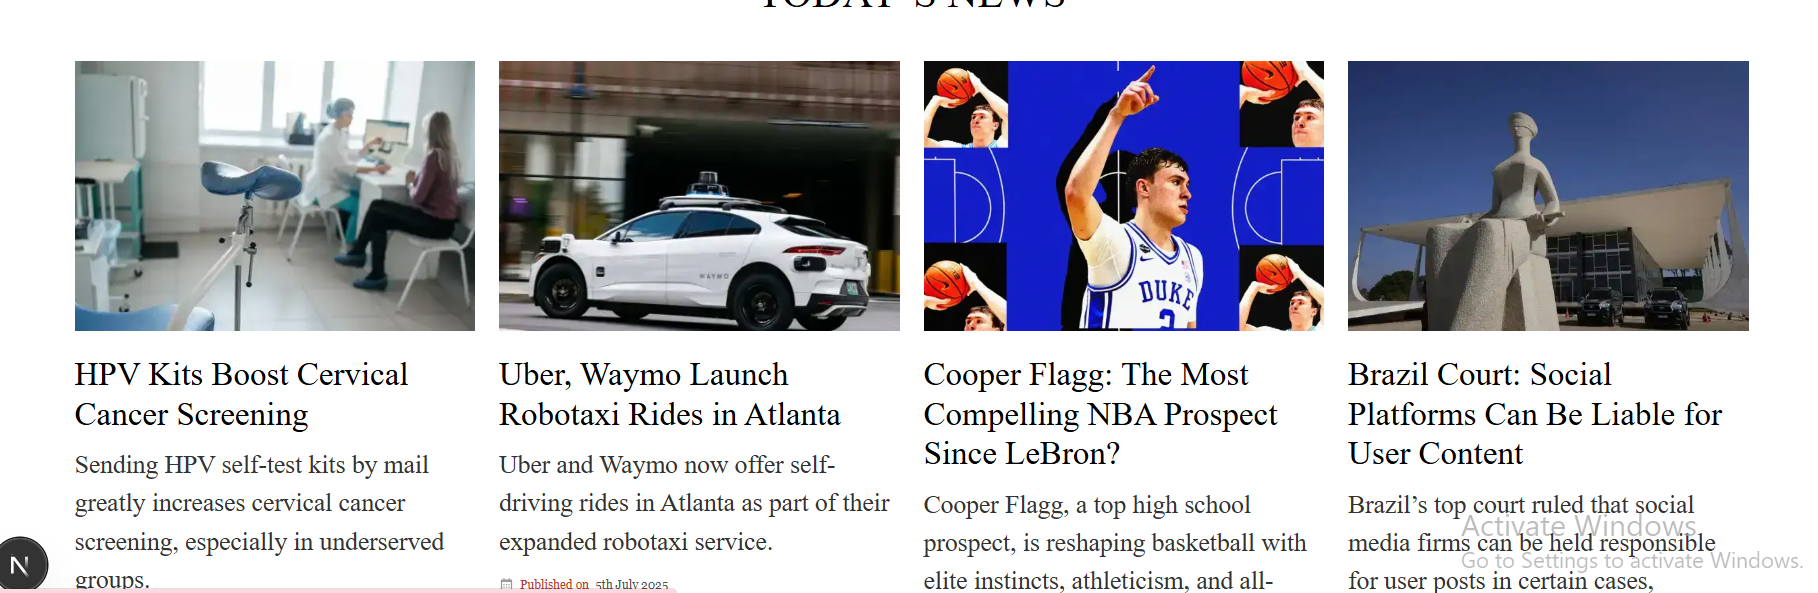 TODAY'S NEWS
WAYMO
DUKE
2
HPV Kits Boost Cervical
Cancer Screening
Sending HPV self-test kits by mail
greatly increases cervical cancer
screening, especially in underserved
groups.
Uber, Waymo Launch
Robotaxi Rides in Atlanta
Uber and Waymo now offer self-
driving rides in Atlanta as part of their
expanded robotaxi service.
Published on 5th July 2025
Cooper Flagg: The Most
Compelling NBA Prospect
Since LeBron?
Cooper Flagg, a top high school
prospect, is reshaping basketball with
elite instincts, athleticism, and all-
Brazil Court: Social
Platforms Can Be Liable for
User Content
Brazil’s top court ruled that social
media firms can be held responsible
for user posts in certain cases,
Activate Windows
Go to Settings to activate Windows.
N